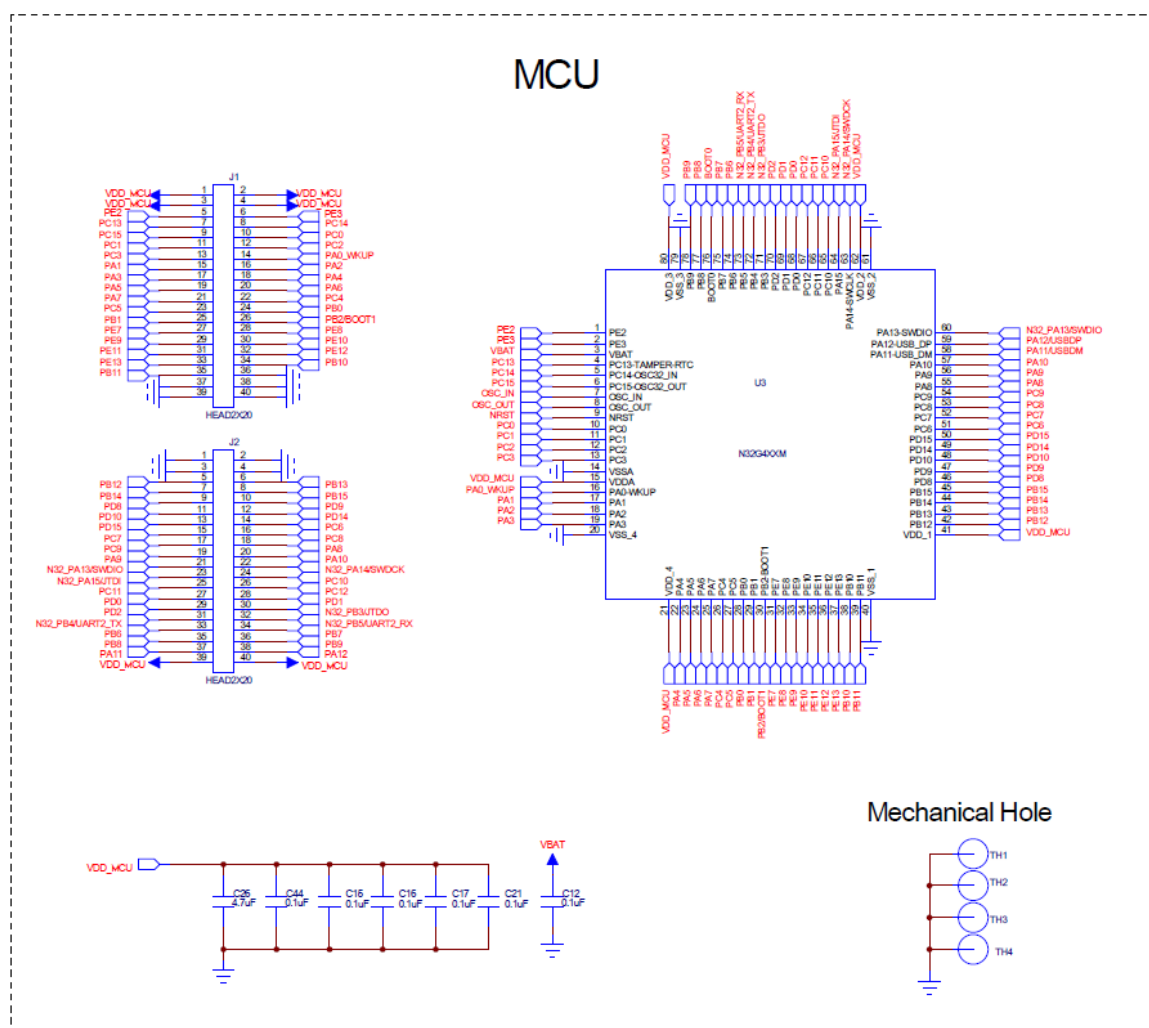 MCU
J1
VDD_MCU 1 2 VDD_MCU
VDD_MCU 3 4 VDD_MCU
PE2 5 6 PE3
PC13 7 8 PC14
PC15 9 10 PC0
PC1 11 12 PC2
PC3 13 14 PA0_WKUP
PA1 15 16 PA2
PA3 17 18 PA4
PA5 19 20 PA6
PA7 21 22 PC4
PC5 23 24 PB0
PB1 25 26 PB2/BOOT1
PE7 27 28 PE8
PE9 29 30 PE10
PE11 31 32 PE12
PE13 33 34 PB10
PB11 35 36
37 38
39 40
HEAD2X20
J2
1 2
3 4
PB12 5 6 PB13
PB14 7 8 PB15
PD8 9 10 PD9
PD10 11 12 PD14
PD15 13 14 PC6
PC7 15 16 PC8
PC9 17 18 PA8
PA9 19 20 PA10
N32_PA13/SWDIO 21 22 N32_PA14/SWDCK
N32_PA15/JTDI 23 24 PC10
PC11 25 26 PC12
PD0 27 28 PD1
PD2 29 30 N32_PB3/JTDO
N32_PB4/UART2_TX 31 32 N32_PB5/UART2_RX
PB6 33 34 PB7
PB8 35 36 PB9
PA11 37 38 PA12
VDD_MCU 39 40 VDD_MCU
HEAD2X20
VDD_MCU 80 VDD_3
79 VSS_3
PB9 78 PB9
PB8 77 PB8
BOOT0 76 BOOT0
PB7 75 PB7
PB6 74 PB6
N32_PB5/UART2_RX 73 PB5
N32_PB4/UART2_TX 72 PB4
N32_PB3/JTDO 71 PB3
PD2 70 PD2
PD1 69 PD1
PD0 68 PD0
PC12 67 PC12
PC11 66 PC11
PC10 65 PC10
N32_PA15/JTDI 64 PA15
N32_PA14/SWDCK 63 PA14-SWCLK
VDD_MCU 62 VDD_2
61 VSS_2
PE2 1 PE2
PE3 2 PE3
VBAT 3 VBAT
PC13 4 PC13-TAMPER-RTC
PC14 5 PC14-OSC32_IN
PC15 6 PC15-OSC32_OUT
OSC_IN 7 OSC_IN
OSC_OUT 8 OSC_OUT
NRST 9 NRST
PC0 10 PC0
PC1 11 PC1
PC2 12 PC2
PC3 13 PC3
14 VSSA
VDD_MCU 15 VDDA
PA0_WKUP 16 PA0-WKUP
PA1 17 PA1
PA2 18 PA2
PA3 19 PA3
20 VSS_4
U3
N32G4XXM
PA13-SWDIO 60 N32_PA13/SWDIO
PA12-USB_DP 59 PA12/USBDP
PA11-USB_DM 58 PA11/USBDM
PA10 57 PA10
PA9 56 PA9
PA8 55 PA8
PC9 54 PC9
PC8 53 PC8
PC7 52 PC7
PC6 51 PC6
PD15 50 PD15
PD14 49 PD14
PD10 48 PD10
PD9 47 PD9
PD8 46 PD8
PB15 45 PB15
PB14 44 PB14
PB13 43 PB13
PB12 42 PB12
VDD_1 41 VDD_MCU
VDD_4 21 VDD_MCU
PA4 22 PA4
PA5 23 PA5
PA6 24 PA6
PA7 25 PA7
PC4 26 PC4
PC5 27 PC5
PB0 28 PB0
PB1 29 PB1
PB2-BOOT1 30 PB2/BOOT1
PE7 31 PE7
PE8 32 PE8
PE9 33 PE9
PE10 34 PE10
PE11 35 PE11
PE12 36 PE12
PE13 37 PE13
PB10 38 PB10
PB11 39 PB11
VSS_1 40
VDD_MCU
C26 4.7uF
C44 0.1uF
C15 0.1uF
C16 0.1uF
C17 0.1uF
C21 0.1uF
VBAT
C12 0.1uF
Mechanical Hole
TH1
TH2
TH3
TH4